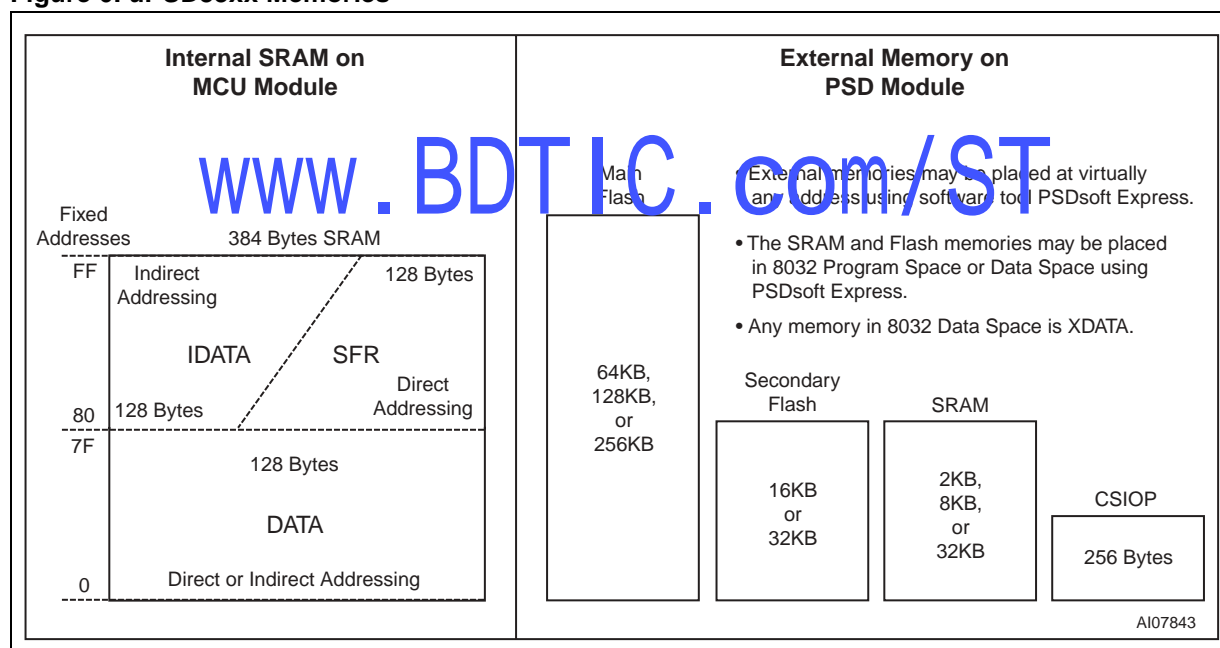 Internal SRAM on
MCU Module
Fixed
Addresses
384 Bytes SRAM
FF
Indirect
Addressing
128 Bytes
IDATA
SFR
Direct
Addressing
128 Bytes
80
7F
128 Bytes
DATA
0
Direct or Indirect Addressing
External Memory on
PSD Module
www.BDTIC.com/ST
Main
Flash
• External memories may be placed at virtually
any address using software tool PSDsoft Express.
• The SRAM and Flash memories may be placed
in 8032 Program Space or Data Space using
PSDsoft Express.
• Any memory in 8032 Data Space is XDATA.
64KB,
128KB,
or
256KB
Secondary
Flash
16KB
or
32KB
SRAM
2KB,
8KB,
or
32KB
CSIOP
256 Bytes
AI07843